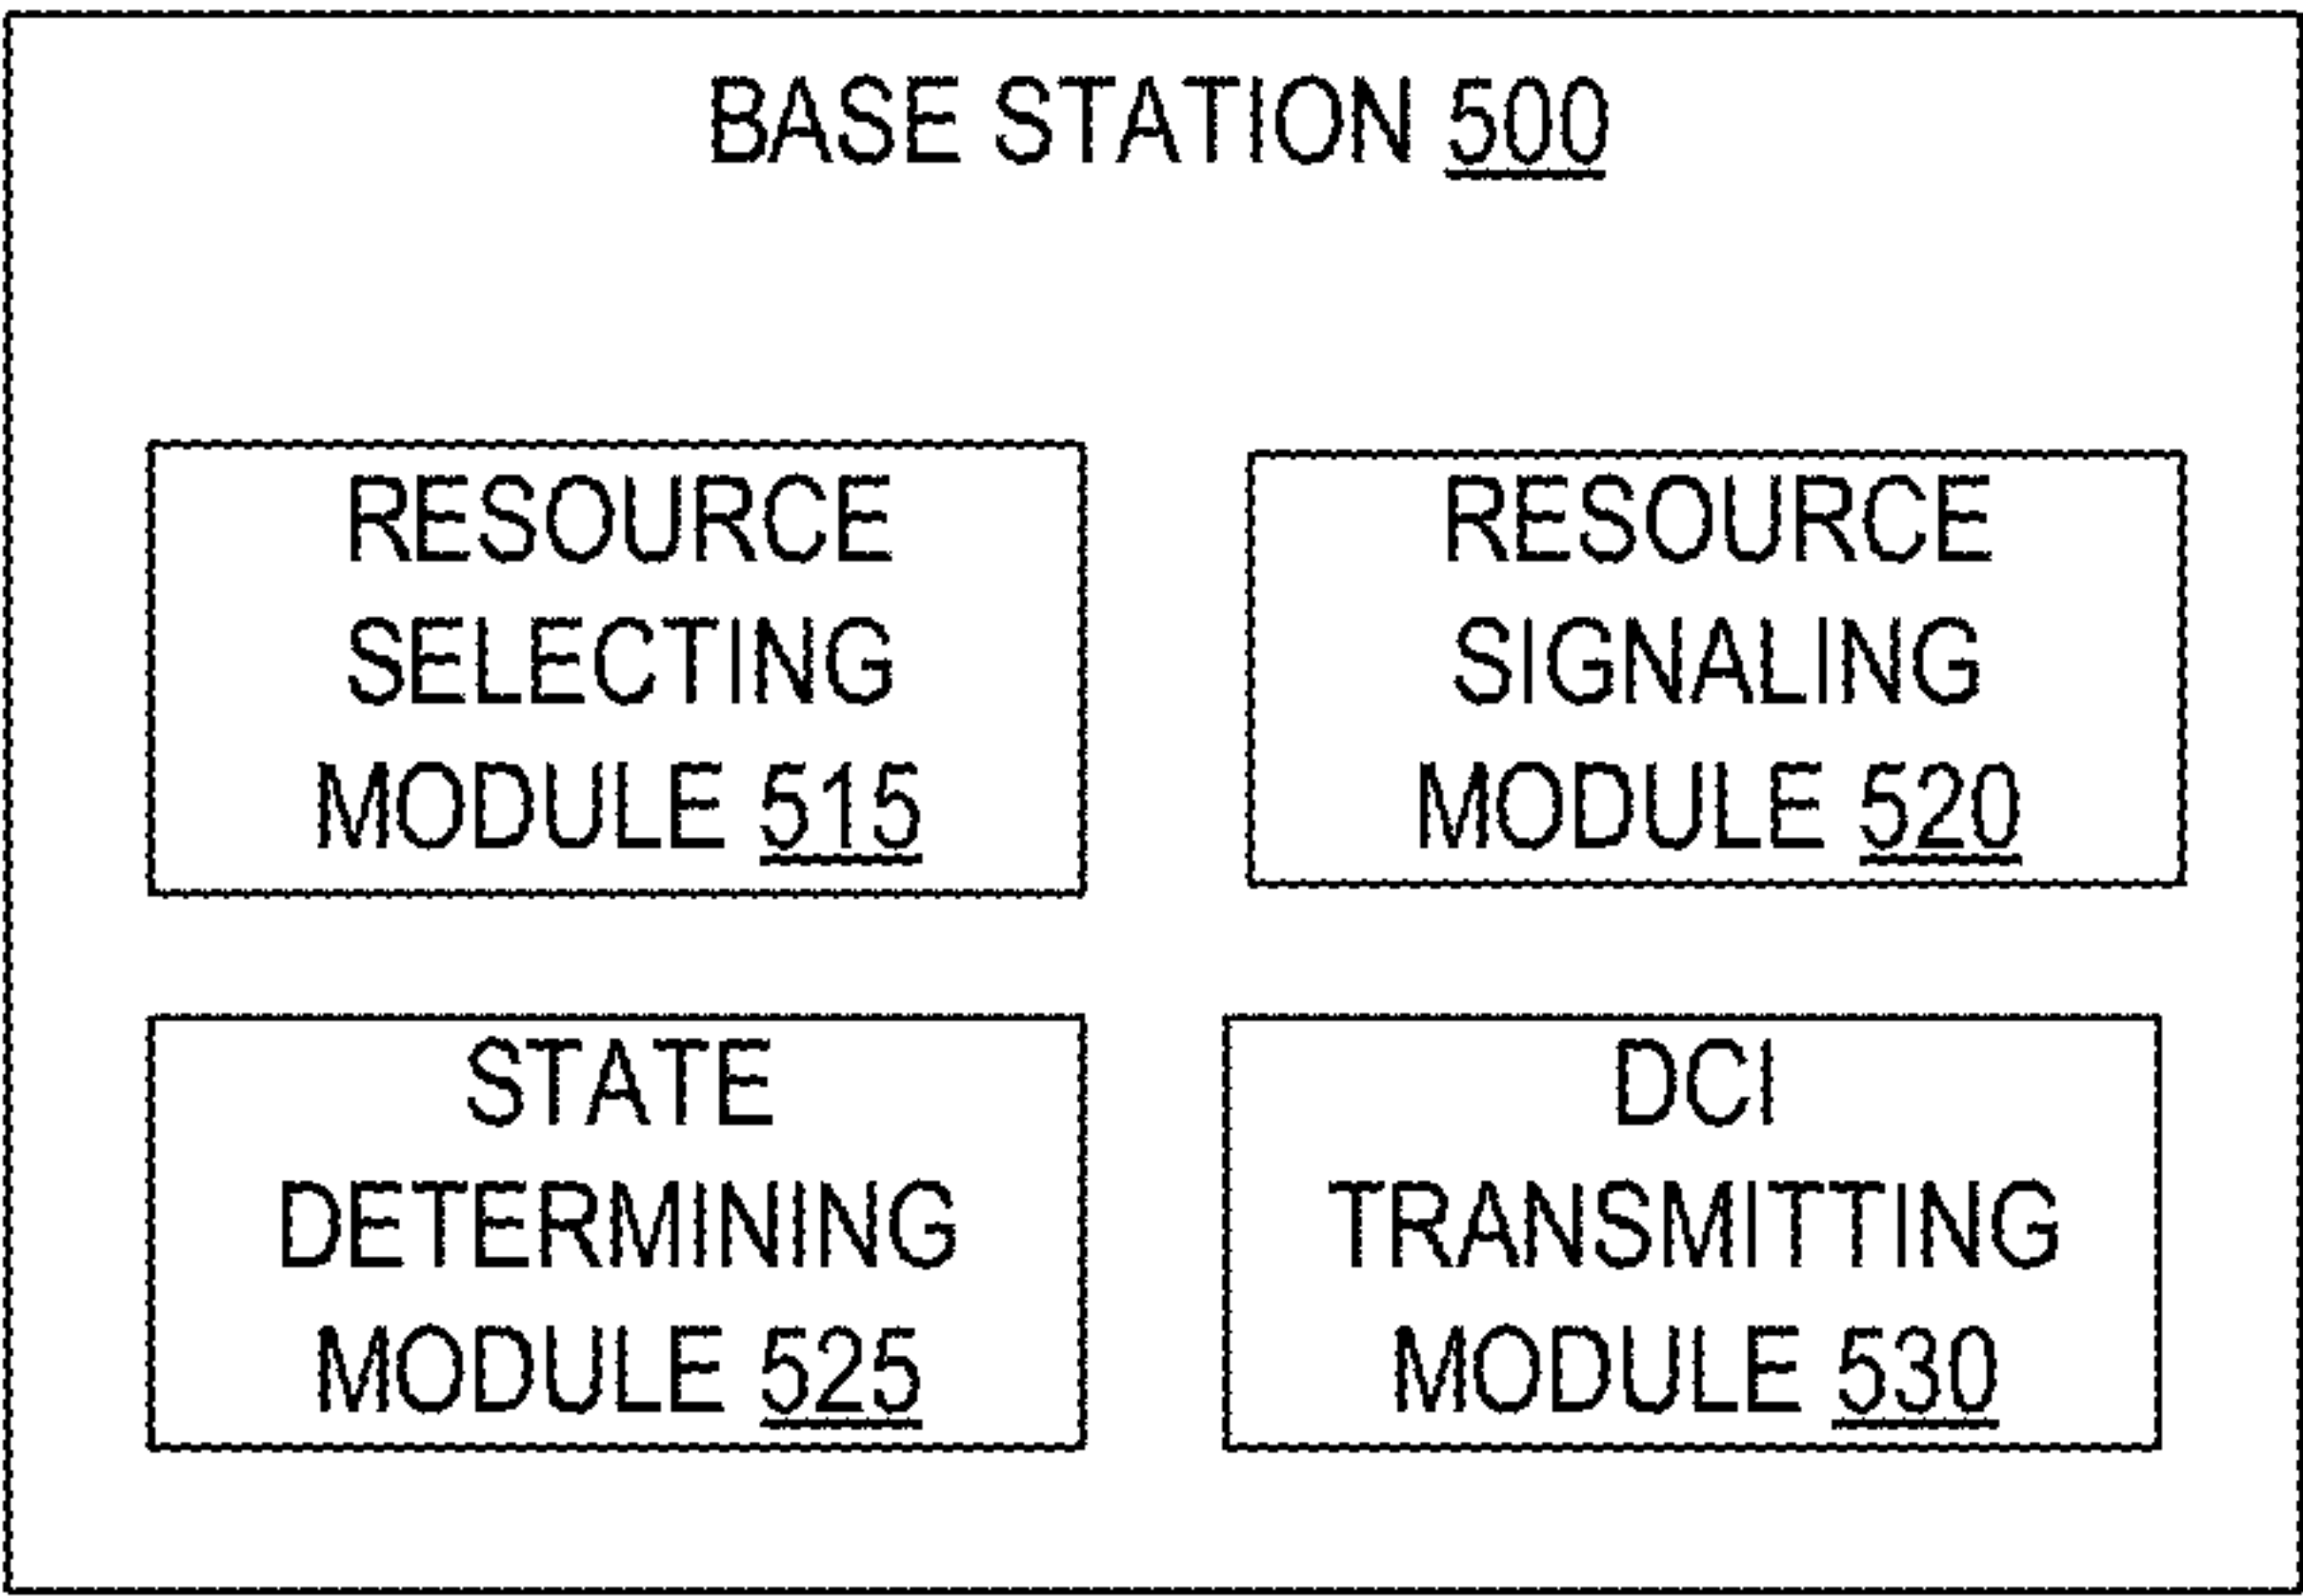 BASE STATION 500
RESOURCE
SELECTING
MODULE 515
RESOURCE
SIGNALING
MODULE 520
STATE
DETERMINING
MODULE 525
DCI
TRANSMITTING
MODULE 530